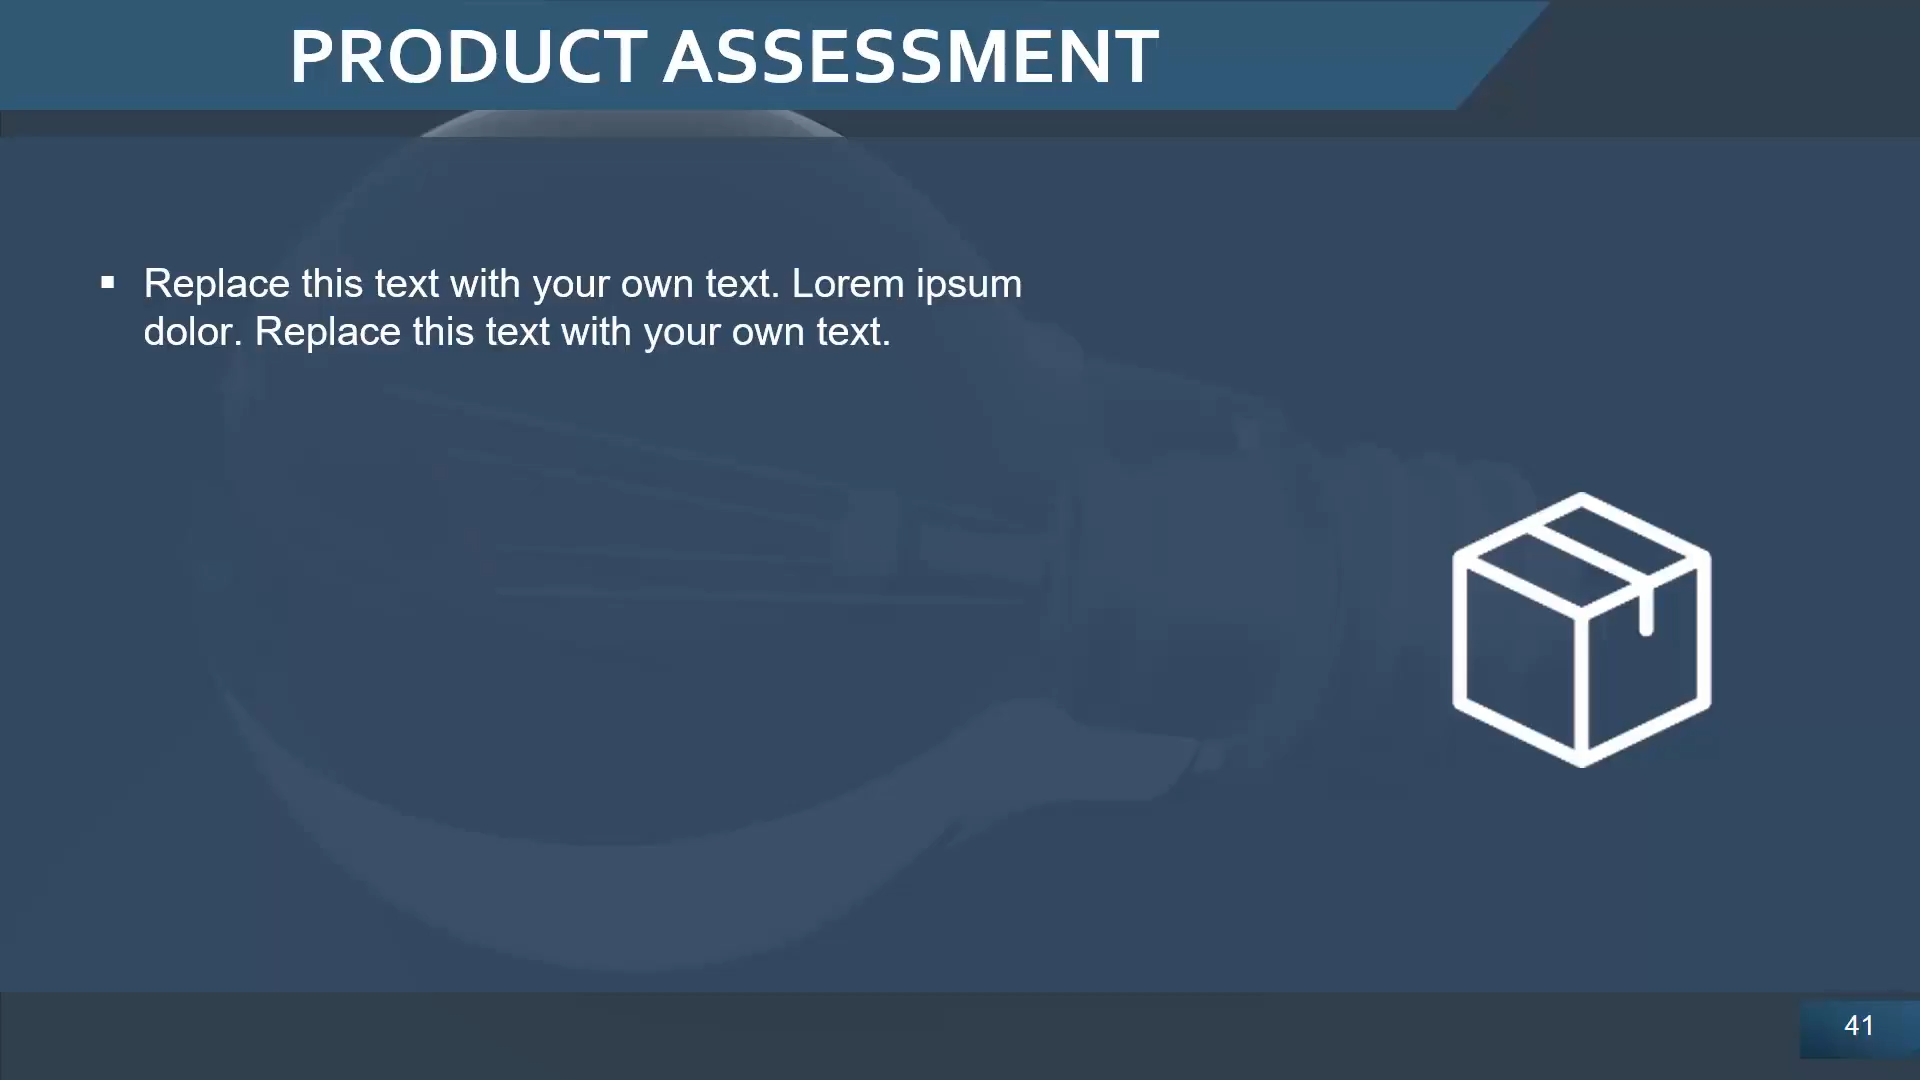 PRODUCT ASSESSMENT
▪ Replace this text with your own text. Lorem ipsum
dolor. Replace this text with your own text.
41